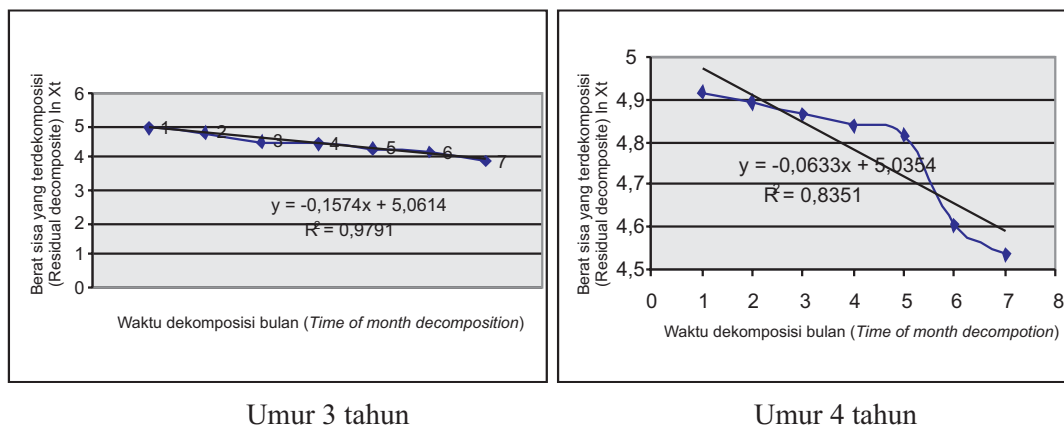 Berat sisa yang terdekomposisi
(Residual decomposite) ln Xt
6
5
4
3
2
1
0
1
2
3
4
5
6
7
y = -0,1574x + 5,0614
R² = 0,9791
Waktu dekomposisi bulan (Time of month decomposition)
Umur 3 tahun
Berat sisa yang terdekomposisi
(Residual decomposite) ln Xt
5
4,9
4,8
4,7
4,6
4,5
y = -0,0633x + 5,0354
R² = 0,8351
0 1 2 3 4 5 6 7 8
Waktu dekomposisi bulan (Time of month decompotion)
Umur 4 tahun